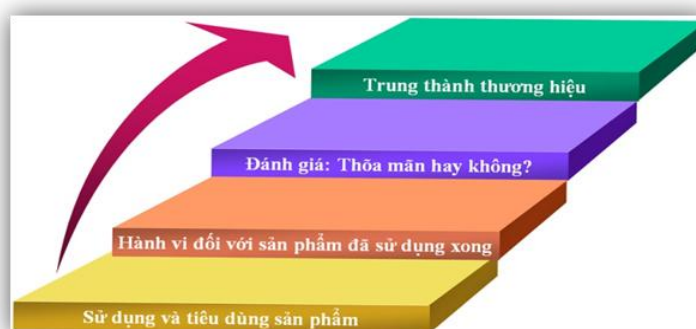 Trung thành thương hiệu
Đánh giá: Thõa mãn hay không?
Hành vi đối với sản phẩm đã sử dụng xong
Sử dụng và tiêu dùng sản phẩm